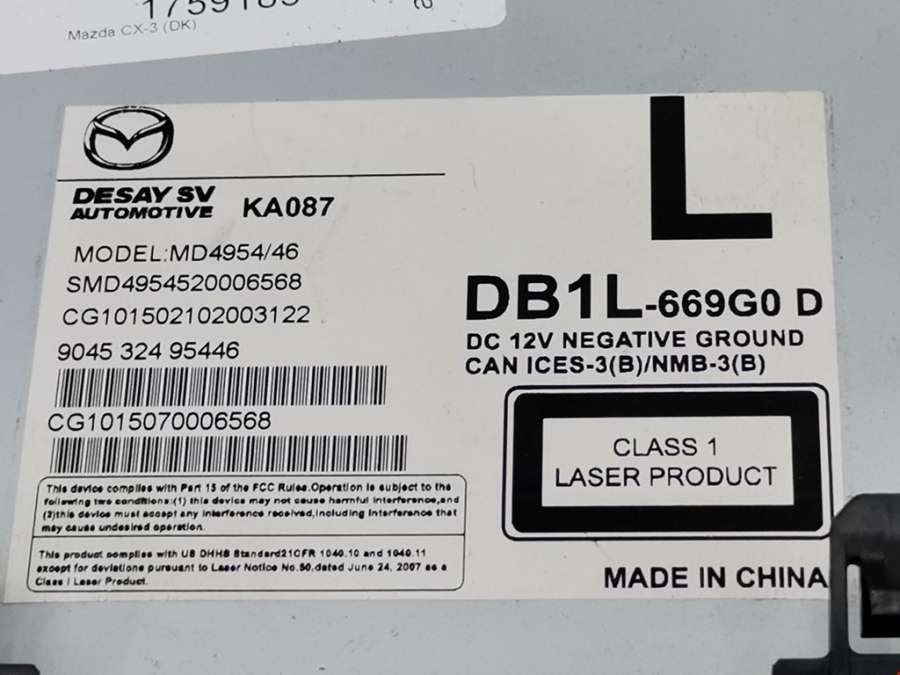 Mazda CX-3 (DK)
DESAY SV
AUTOMOTIVE KA087
MODEL:MD4954/46
SMD4954520006568
CG101502102003122
9045 324 95446
CG1015070006568
This device complies with Part 15 of the FCC Rules.Operation is subject to the
following two conditions:(1) this device may not cause harmful interference,and
(2)this device must accept any interference received,including interference that
may cause undesired operation.
This product complies with US DHHS Standard21CFR 1040.10 and 1040.11
except for deviations pursuant to Laser Notice No.50,dated June 24, 2007 as a
Class I Laser Product.
L
DB1L-669G0 D
DC 12V NEGATIVE GROUND
CAN ICES-3(B)/NMB-3(B)
CLASS 1
LASER PRODUCT
MADE IN CHINA